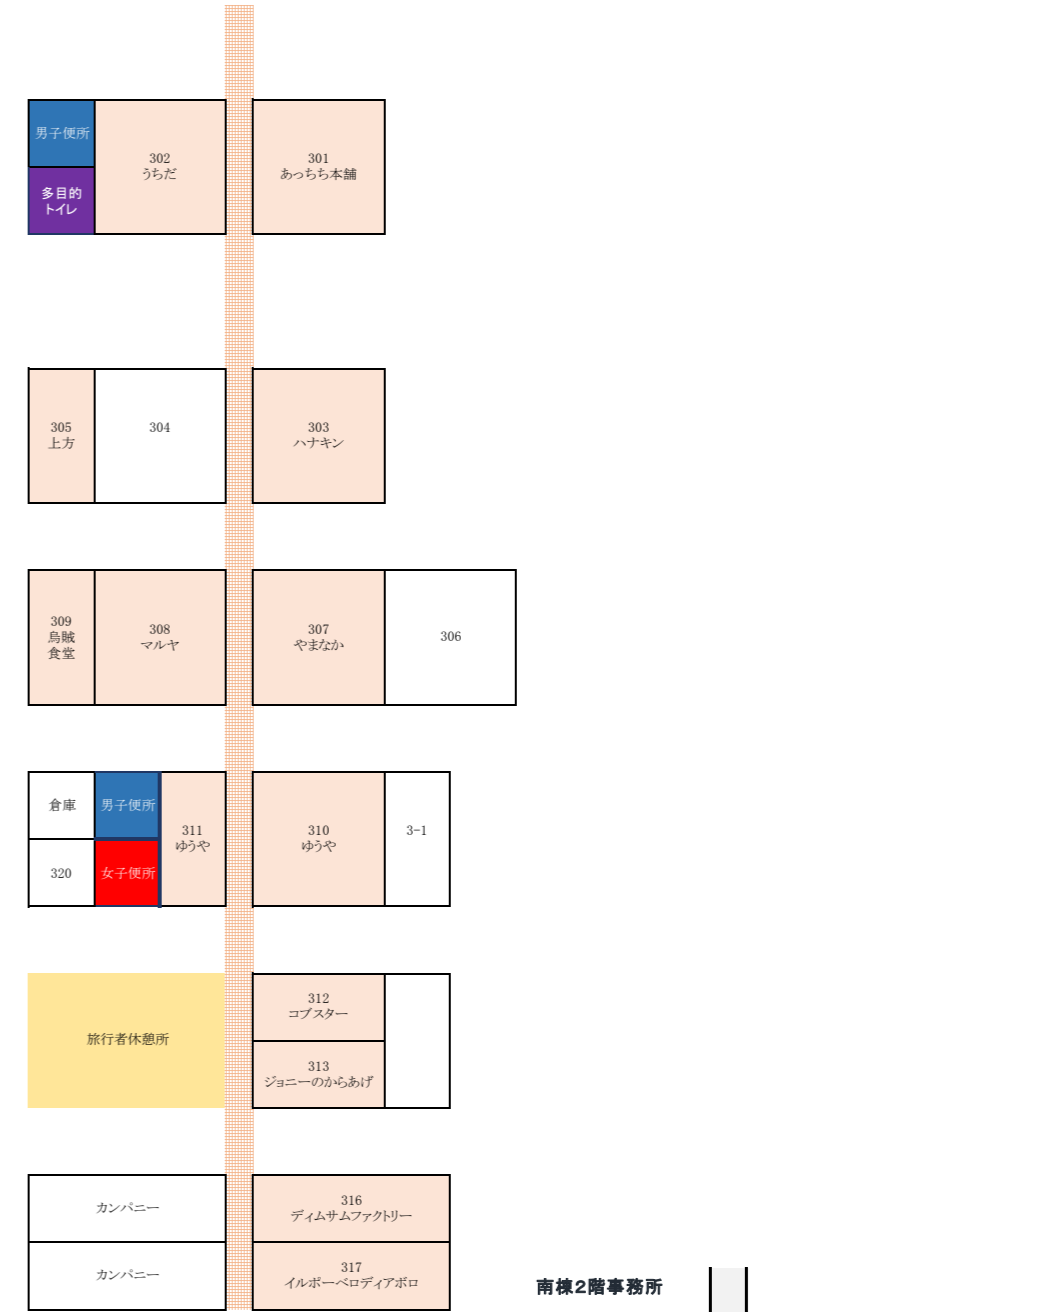 男子便所
多目的
トイレ
302
うちだ
301
あっちち本舗
305
上方
304
303
ハナキン
309
烏賊
食堂
308
マルヤ
307
やまなか
306
倉庫
男子便所
320
女子便所
311
ゆうや
310
ゆうや
3-1
旅行者休憩所
312
コブスター
313
ジョニーのからあげ
カンパニー
カンパニー
316
ディムサムファクトリー
317
イルポーベロディアボロ
南棟2階事務所